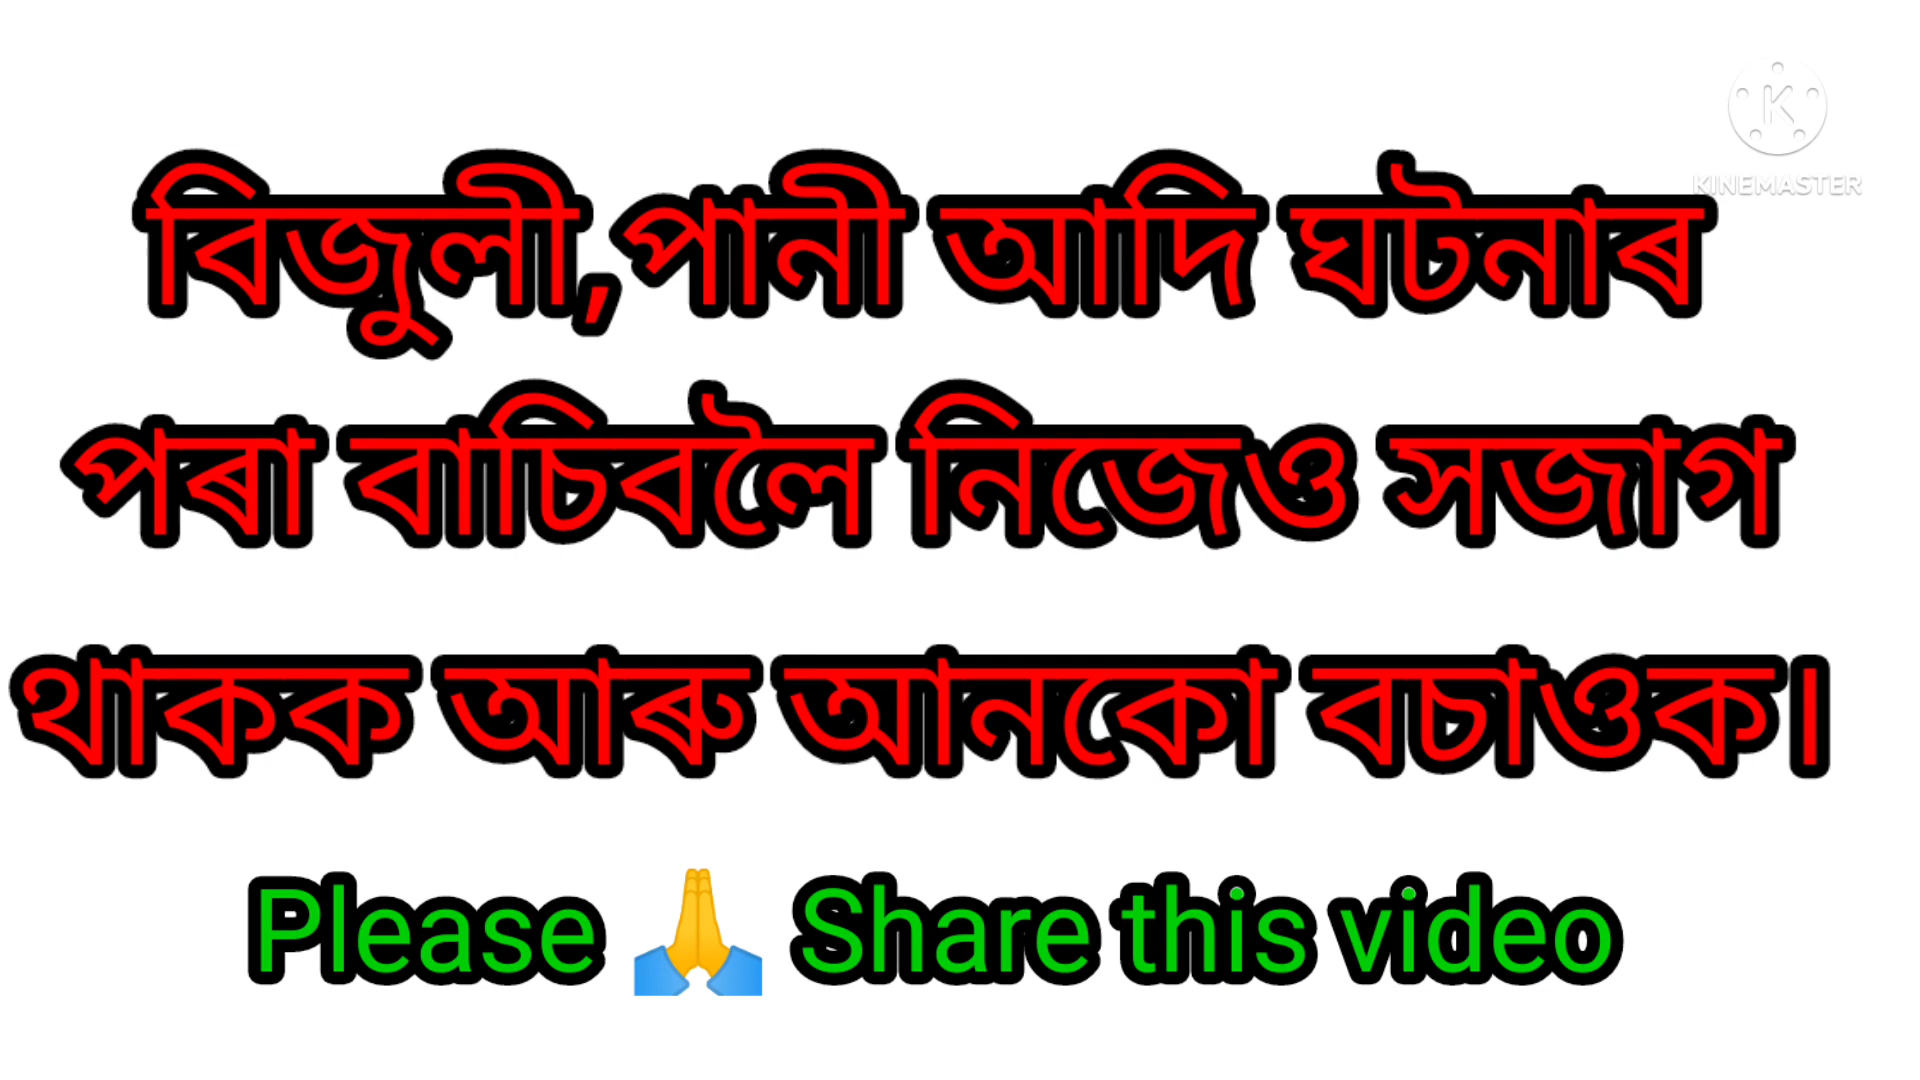 KINEMASTER
বিজুলী,পানী আদি ঘটনাৰ
পৰা বাচিবলৈ নিজেও সজাগ
থাকক আৰু আনকো বচাওক।
Please 🙏 Share this video